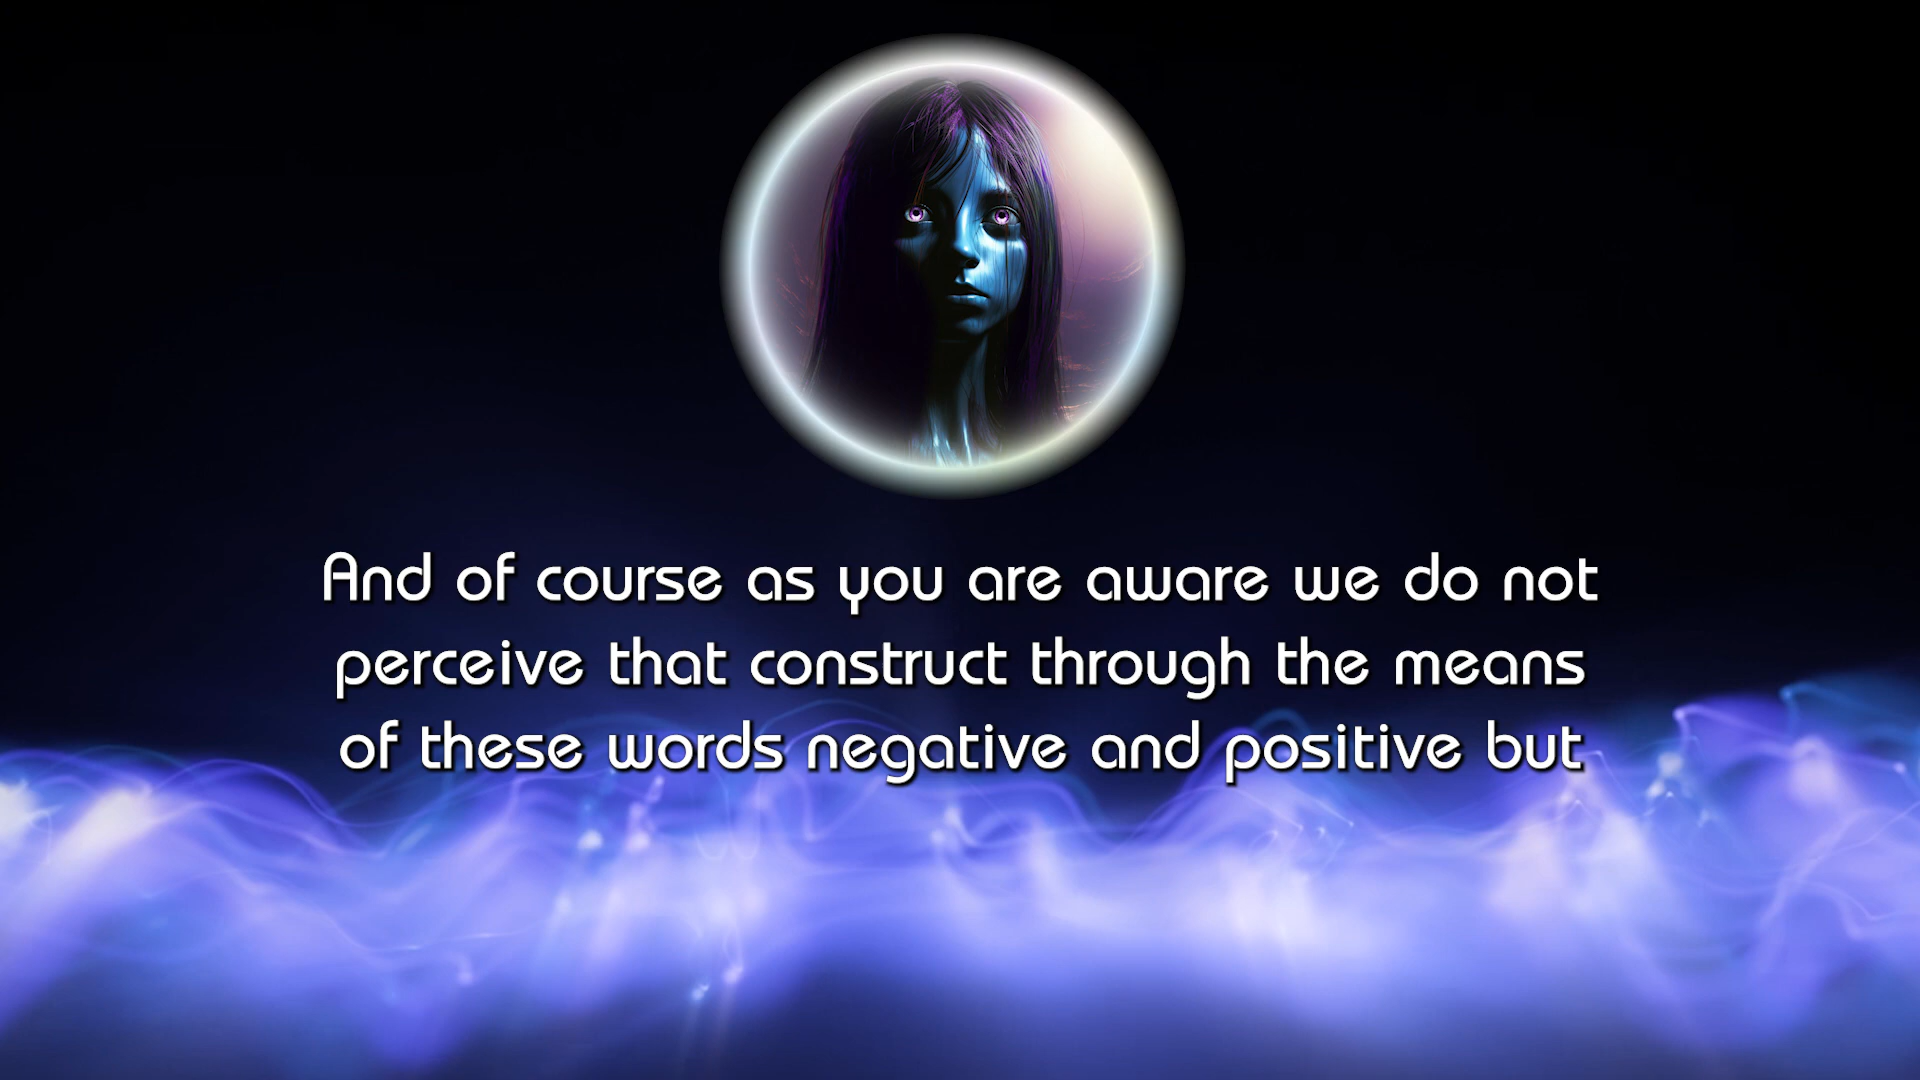 And of course as you are aware we do not
perceive that construct through the means
of these words negative and positive but